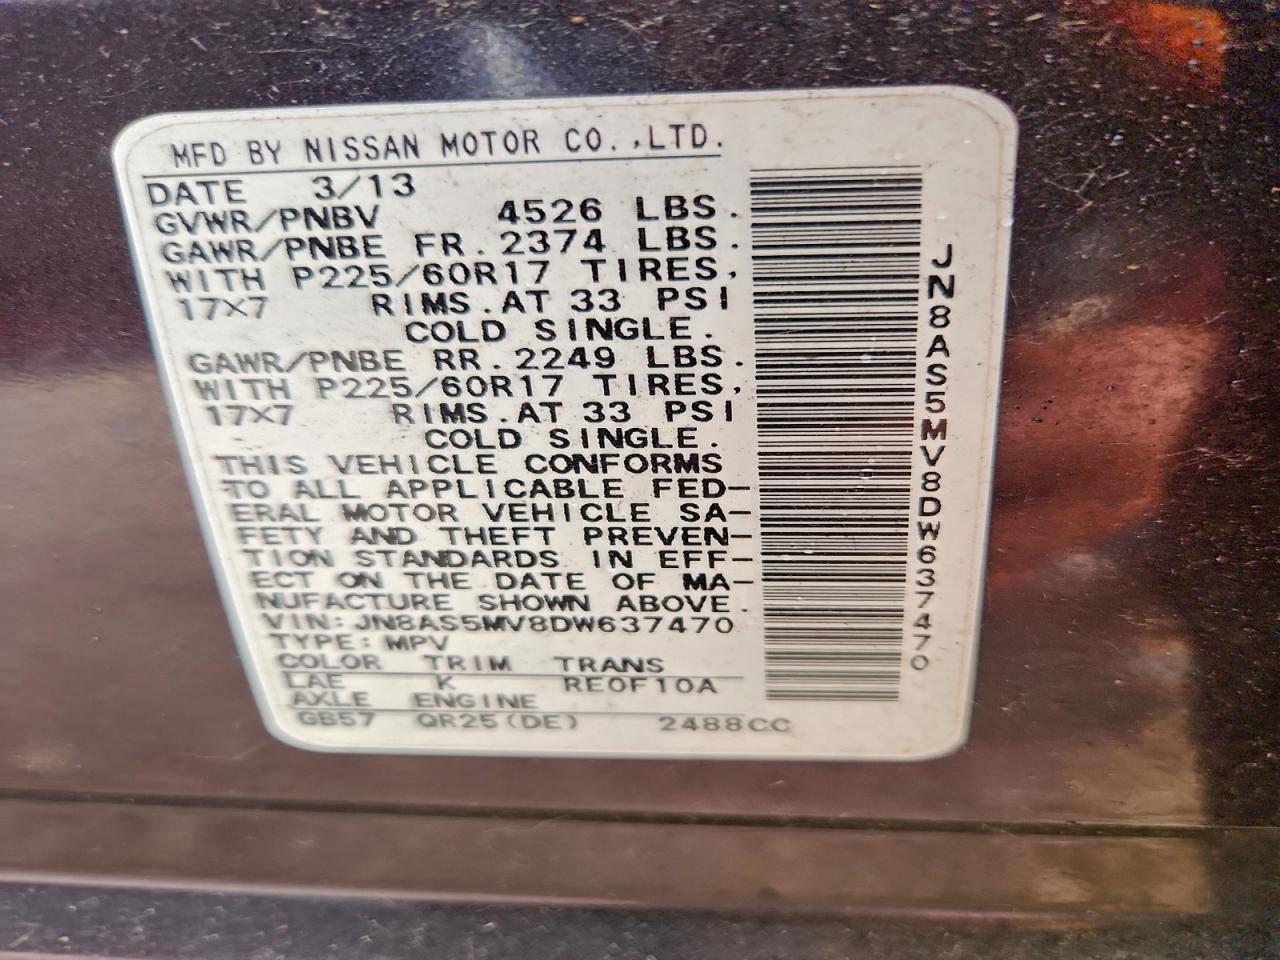 MFD BY NISSAN MOTOR CO.,LTD.
DATE 3/13
GVWR/PNBV 4526 LBS.
GAWR/PNBE FR. 2374 LBS.
WITH P225/60R17 TIRES,
17X7 RIMS.AT 33 PSI
COLD SINGLE.
GAWR/PNBE RR. 2249 LBS.
WITH P225/60R17 TIRES,
17X7 RIMS.AT 33 PSI
COLD SINGLE.
THIS VEHICLE CONFORMS
TO ALL APPLICABLE FED-
ERAL MOTOR VEHICLE SA-
FETY AND THEFT PREVEN-
TION STANDARDS IN EFF-
ECT ON THE DATE OF MA-
NUFACTURE SHOWN ABOVE.
VIN: JN8AS5MV8DW637470
TYPE: MPV
COLOR TRIM TRANS
LAE K RE0F10A
AXLE ENGINE
GB57 QR25(DE) 2488CC
JN8AS5MV8DW637470